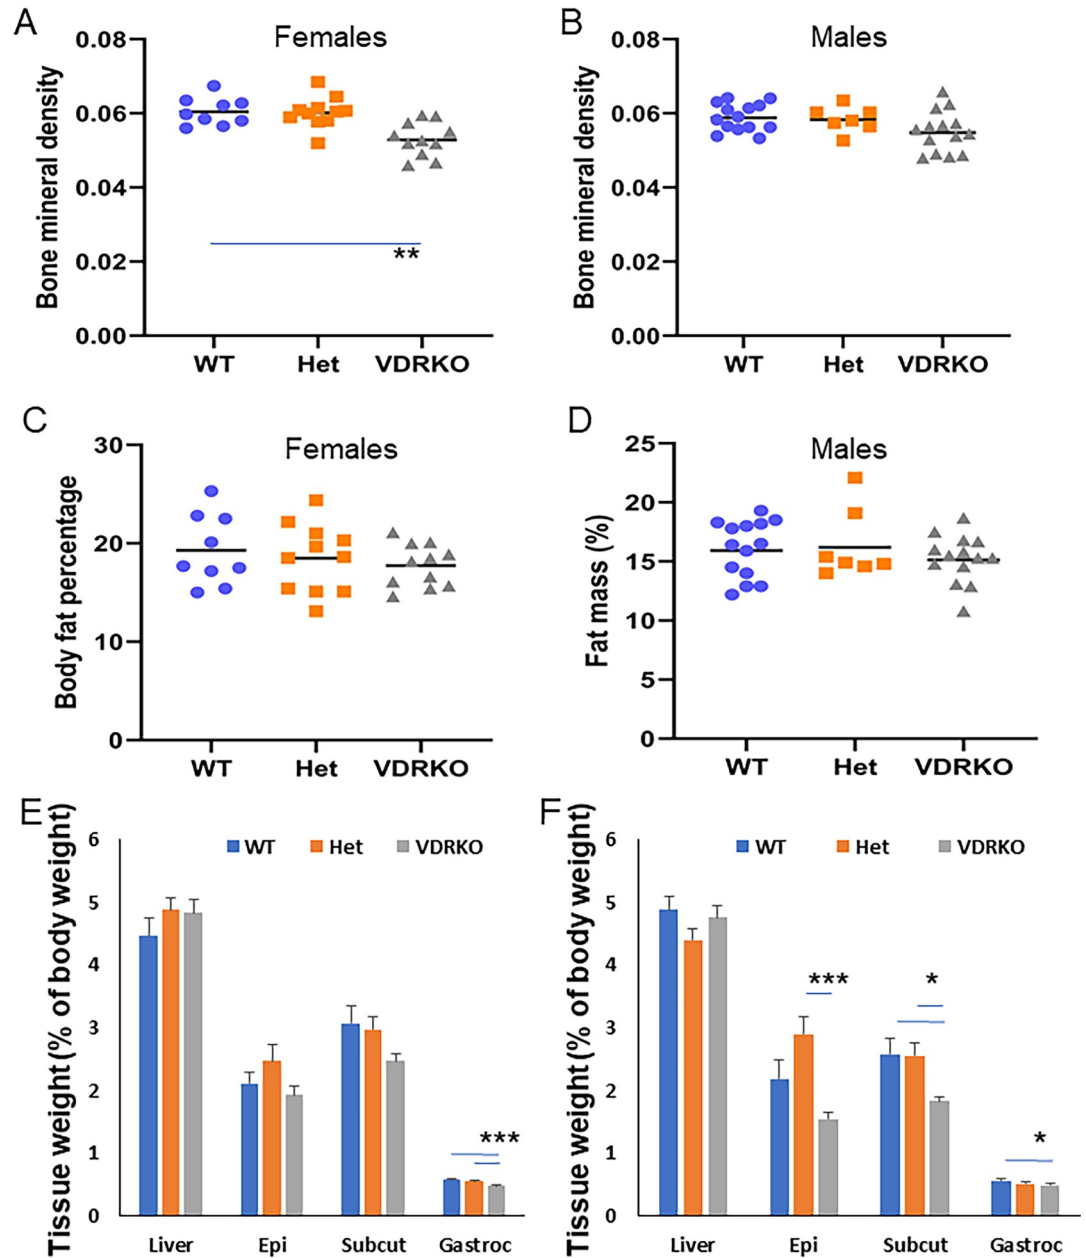 A
Females
Bone mineral density
0.08
0.06
0.04
0.02
0.00
**
WT Het VDRKO
B
Males
Bone mineral density
0.08
0.06
0.04
0.02
0.00
WT Het VDRKO
C
Females
Body fat percentage
30
20
10
0
WT Het VDRKO
D
Males
Fat mass (%)
25
20
15
10
5
0
WT Het VDRKO
E
Tissue weight (% of body weight)
6
5
4
3
2
1
0
WT Het VDRKO
***
Liver Epi Subcut Gastroc
F
Tissue weight (% of body weight)
6
5
4
3
2
1
0
WT Het VDRKO
*** *
*
Liver Epi Subcut Gastroc